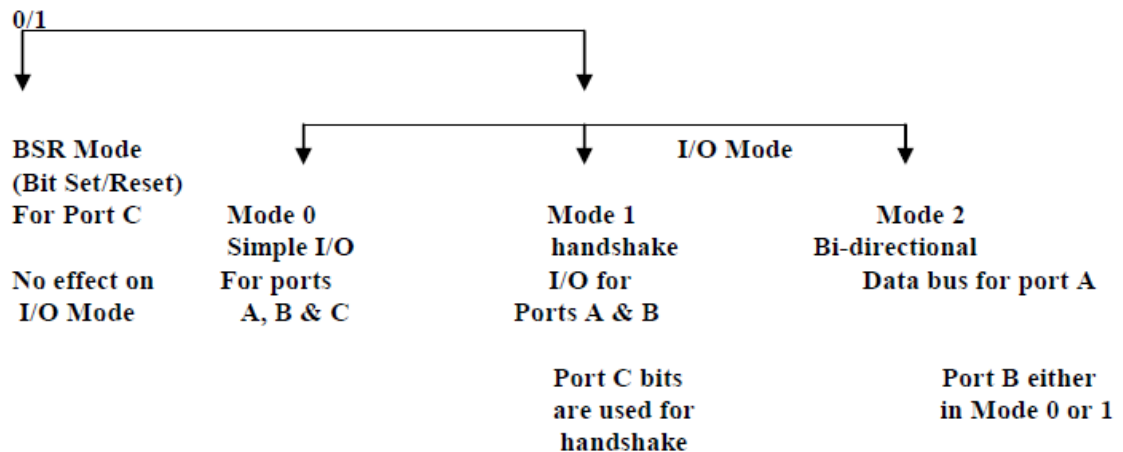 0/1
BSR Mode
(Bit Set/Reset)
For Port C
No effect on
I/O Mode
I/O Mode
Mode 0
Simple I/O
For ports
A, B & C
Mode 1
handshake
I/O for
Ports A & B
Port C bits
are used for
handshake
Mode 2
Bi-directional
Data bus for port A
Port B either
in Mode 0 or 1